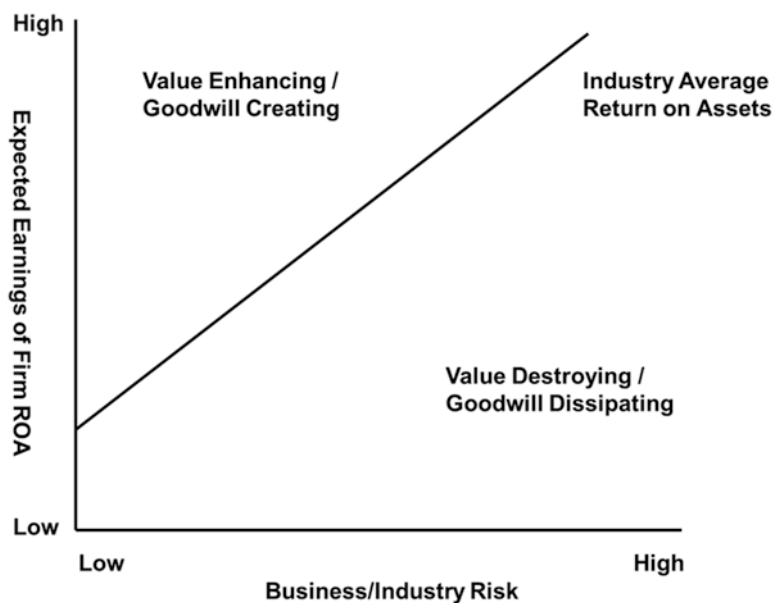 High
Value Enhancing /
Goodwill Creating
Industry Average
Return on Assets
Expected Earnings of Firm ROA
Value Destroying /
Goodwill Dissipating
Low
Low
High
Business/Industry Risk